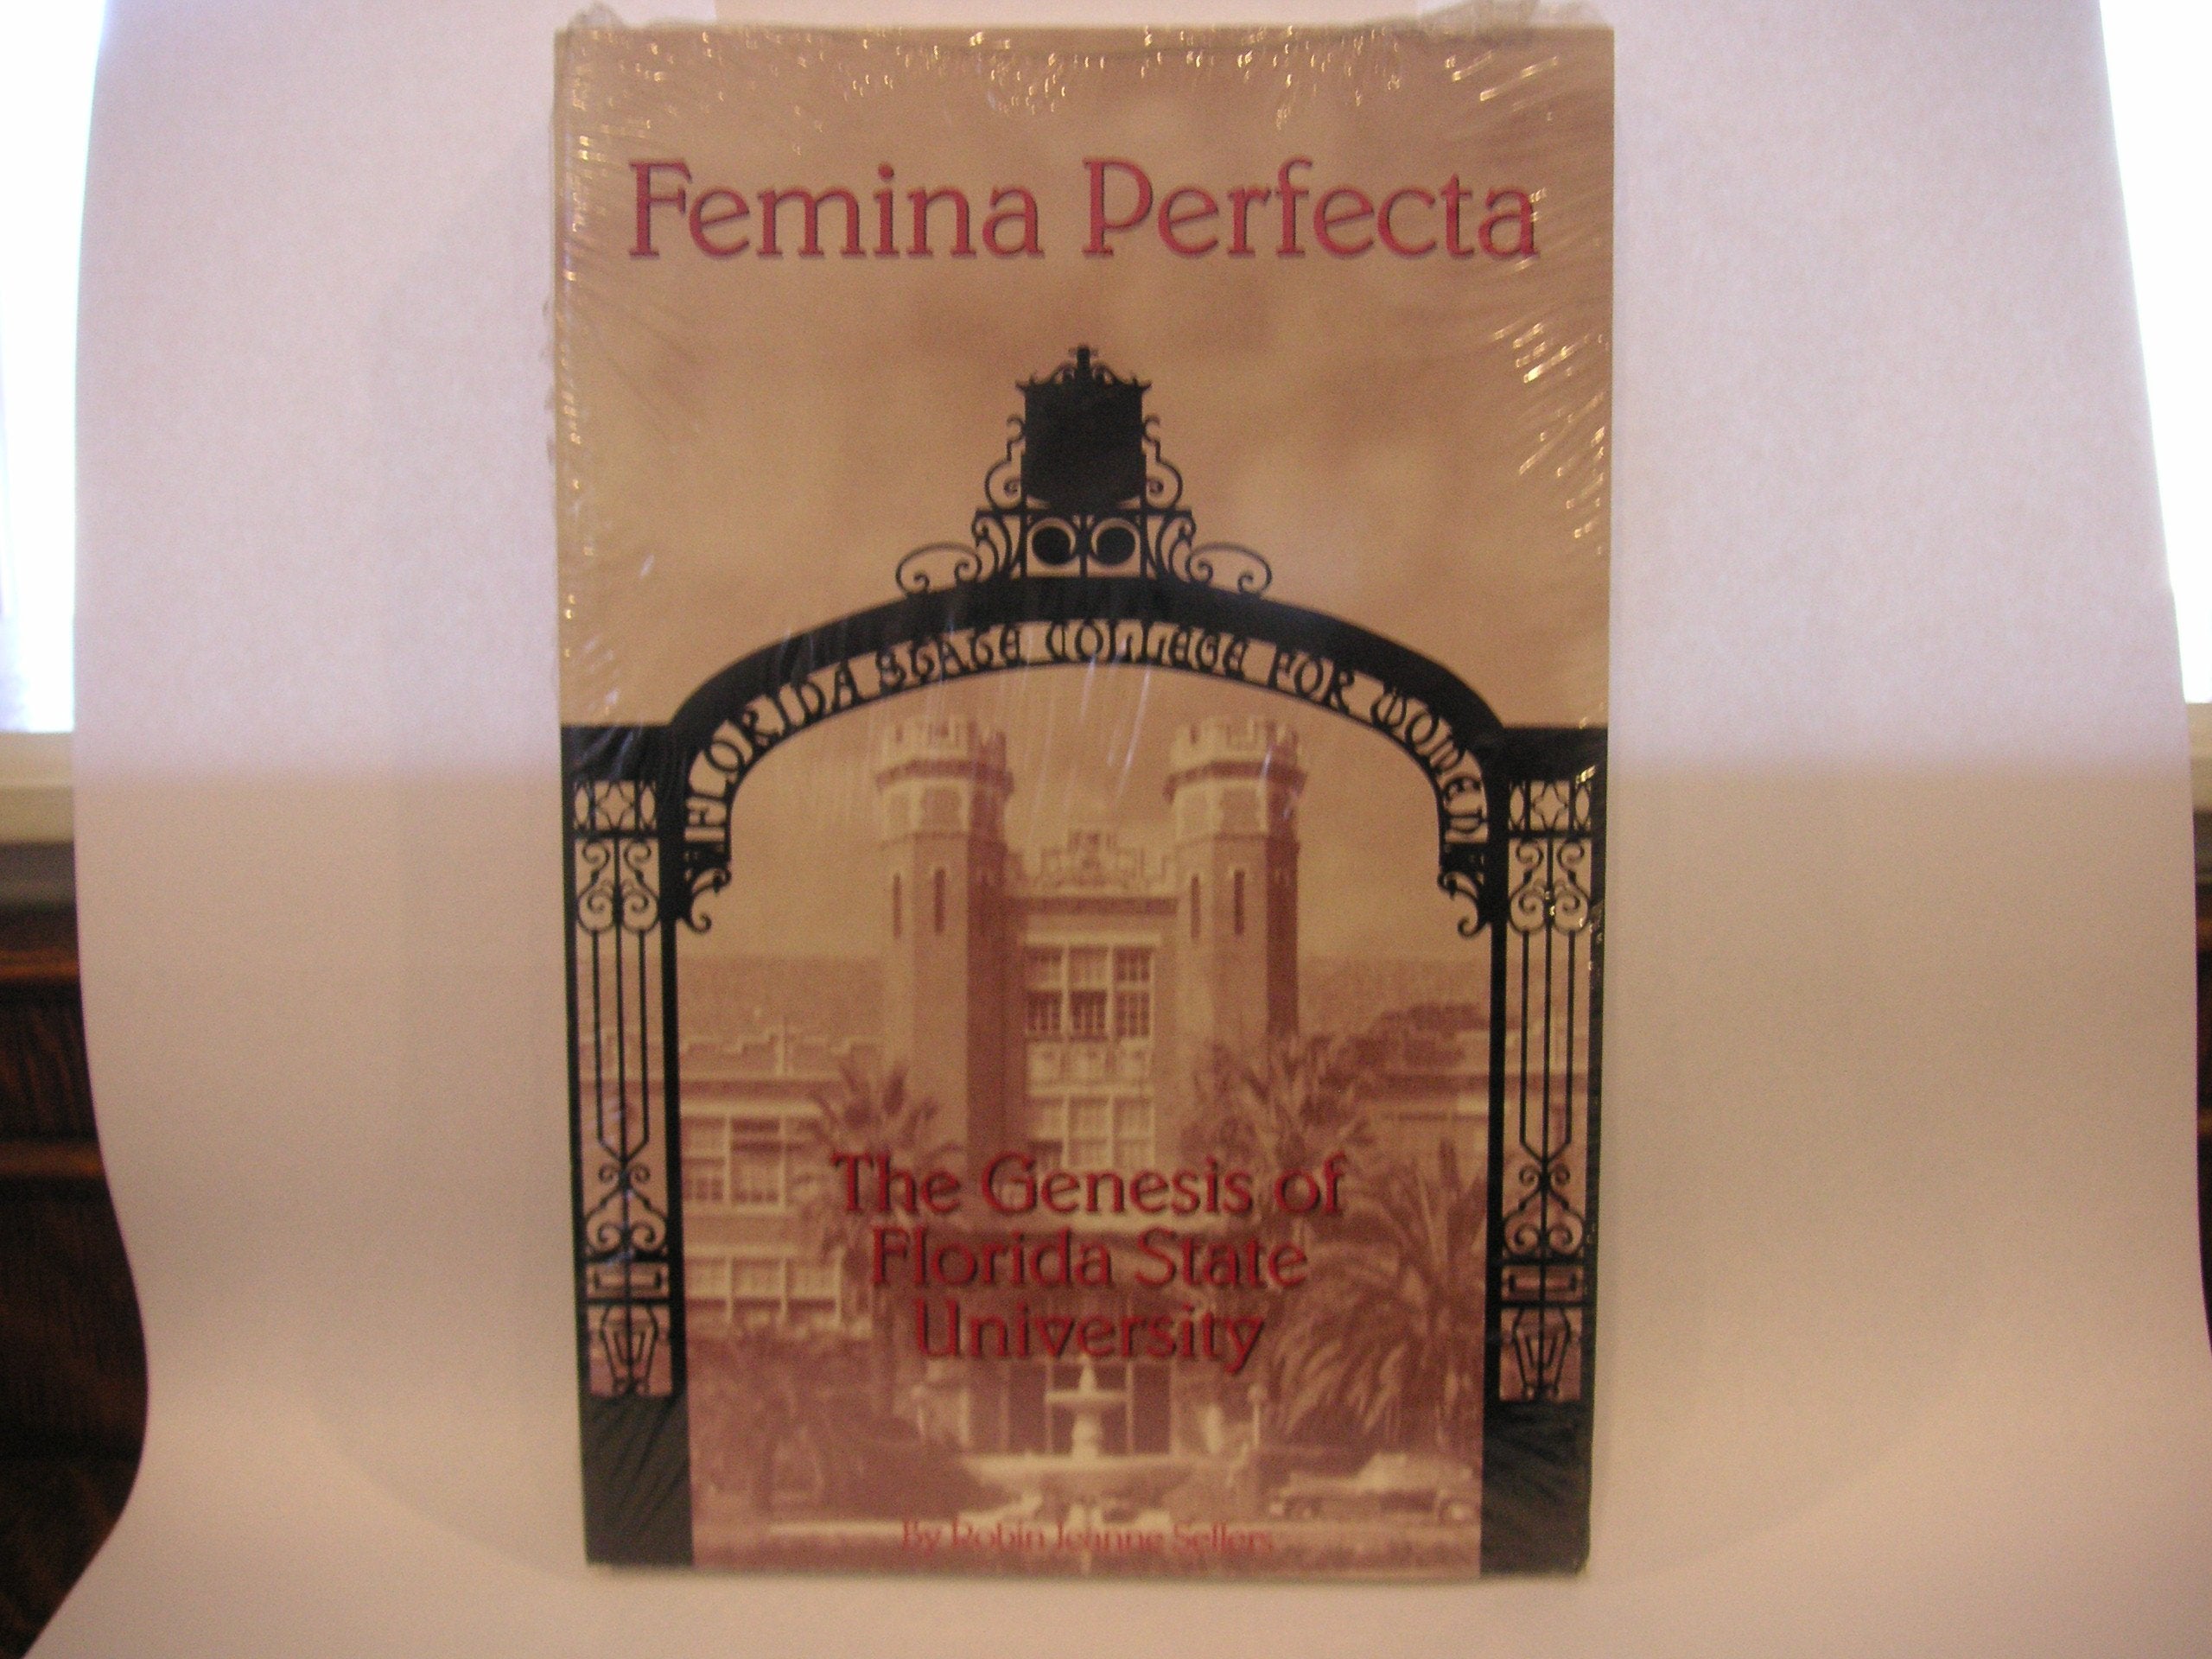 Femina Perfecta
FLORIDA STATE COLLEGE FOR WOMEN
The Genesis of
Florida State
University
By Robin Jeanne Sellers